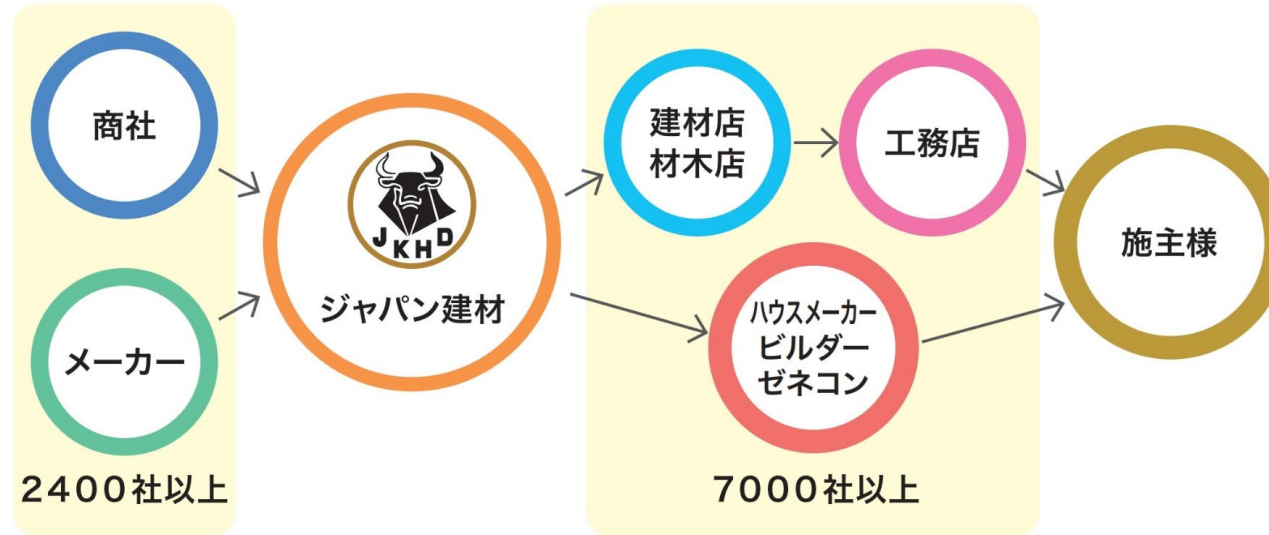 商社
メーカー
2400社以上
JKHD
ジャパン建材
建材店
材木店
工務店
ハウスメーカー
ビルダー
ゼネコン
7000社以上
施主様